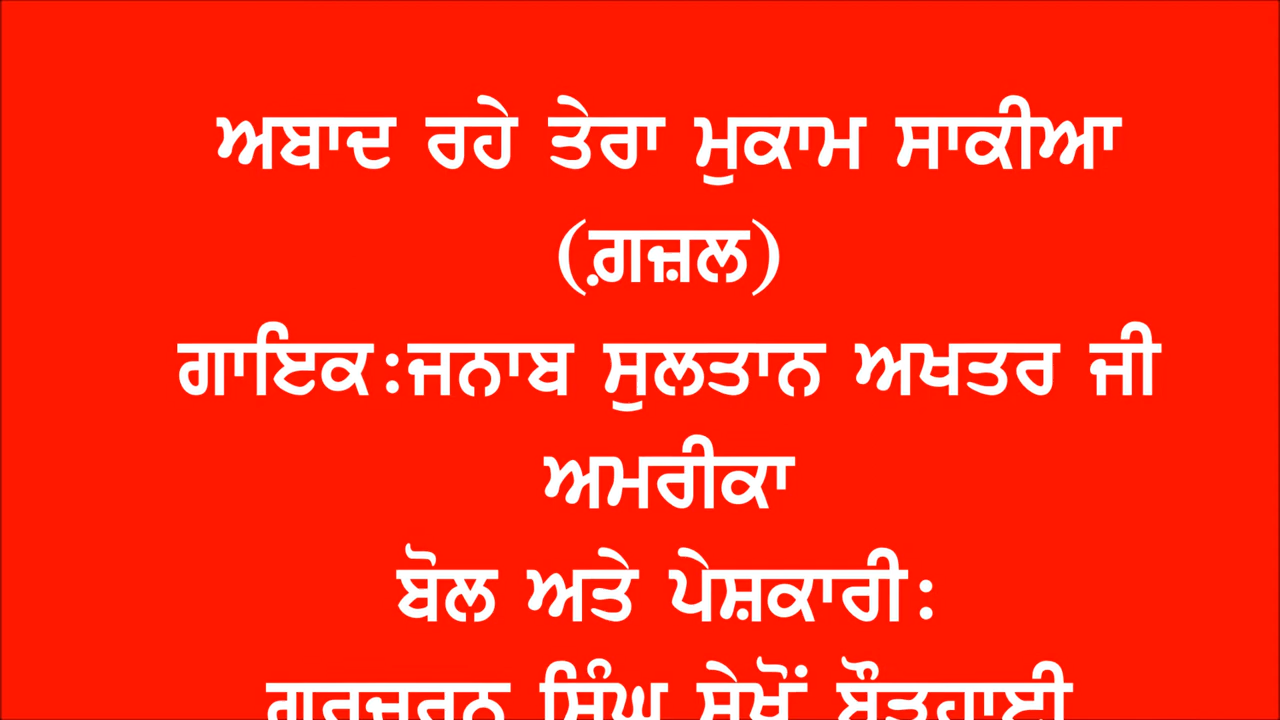 ਅਬਾਦ ਰਹੇ ਤੇਰਾ ਮੁਕਾਮ ਸਾਕੀਆ
(ਗ਼ਜ਼ਲ)
ਗਾਇਕ:ਜਨਾਬ ਸੁਲਤਾਨ ਅਖਤਰ ਜੀ
ਅਮਰੀਕਾ
ਬੋਲ ਅਤੇ ਪੇਸ਼ਕਾਰੀ:
ਸਿੰਘ